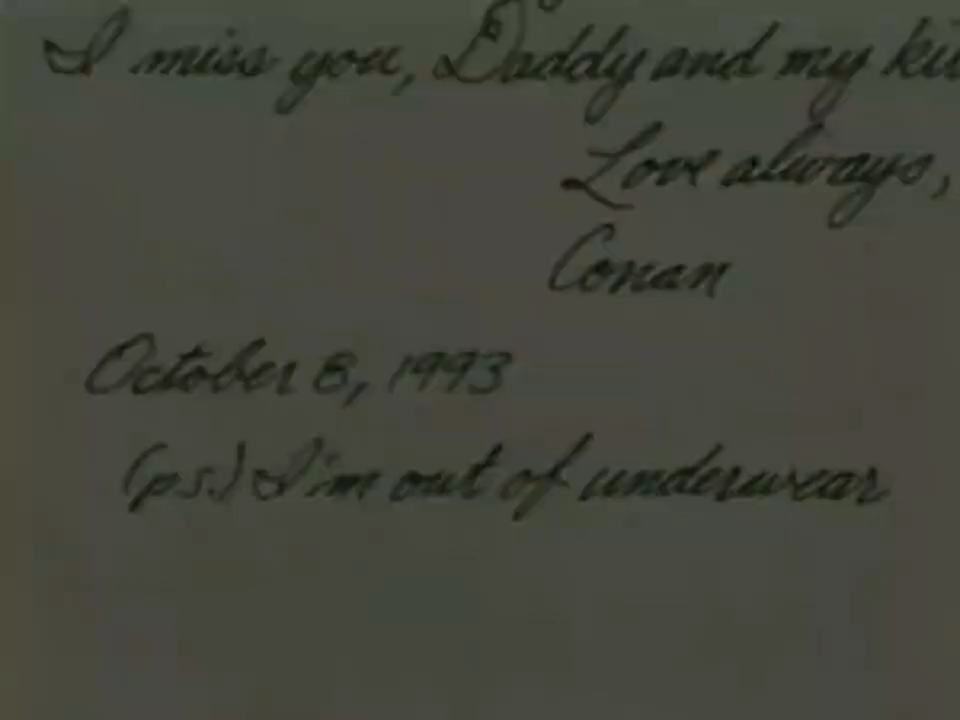 I miss you, Daddy and my
Love always,
Conan
October 8, 1993
(ps.) I'm out of underwear